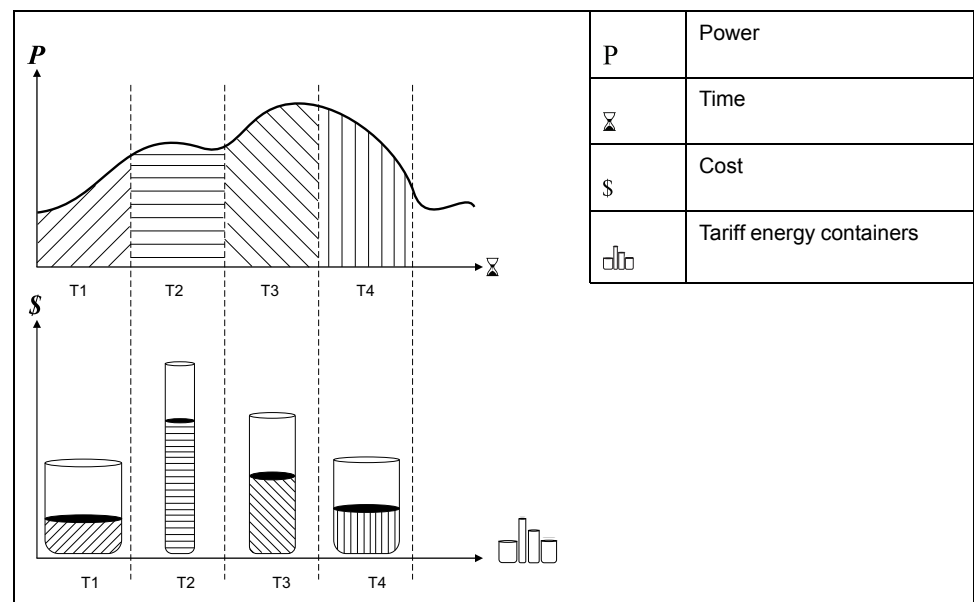 P
T1 T2 T3 T4
$
T1 T2 T3 T4
P Power
Time
$ Cost
Tariff energy containers